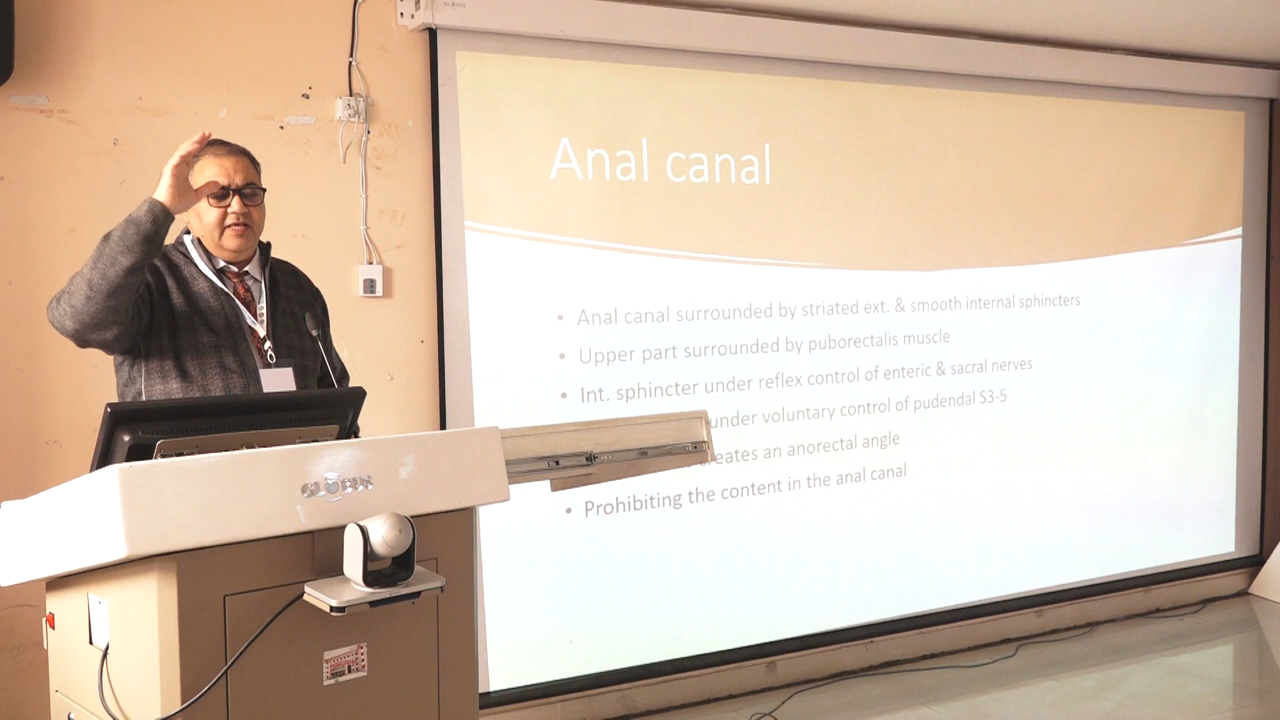 Anal canal
• Anal canal surrounded by striated ext. & smooth internal sphincters
• Upper part surrounded by puborectalis muscle
• Int. sphincter under reflex control of enteric & sacral nerves
under voluntary control of pudendal S3-5
creates an anorectal angle
• Prohibiting the content in the anal canal